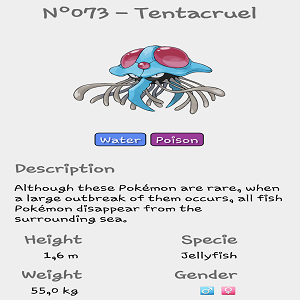 N°073 - Tentacruel
Water Poison
Description
Although these Pokémon are rare, when
a large outbreak of them occurs, all fish
Pokémon disappear from the
surrounding sea.
Height Specie
1,6 m Jellyfish
Weight Gender
55,0 kg ♂ ♀